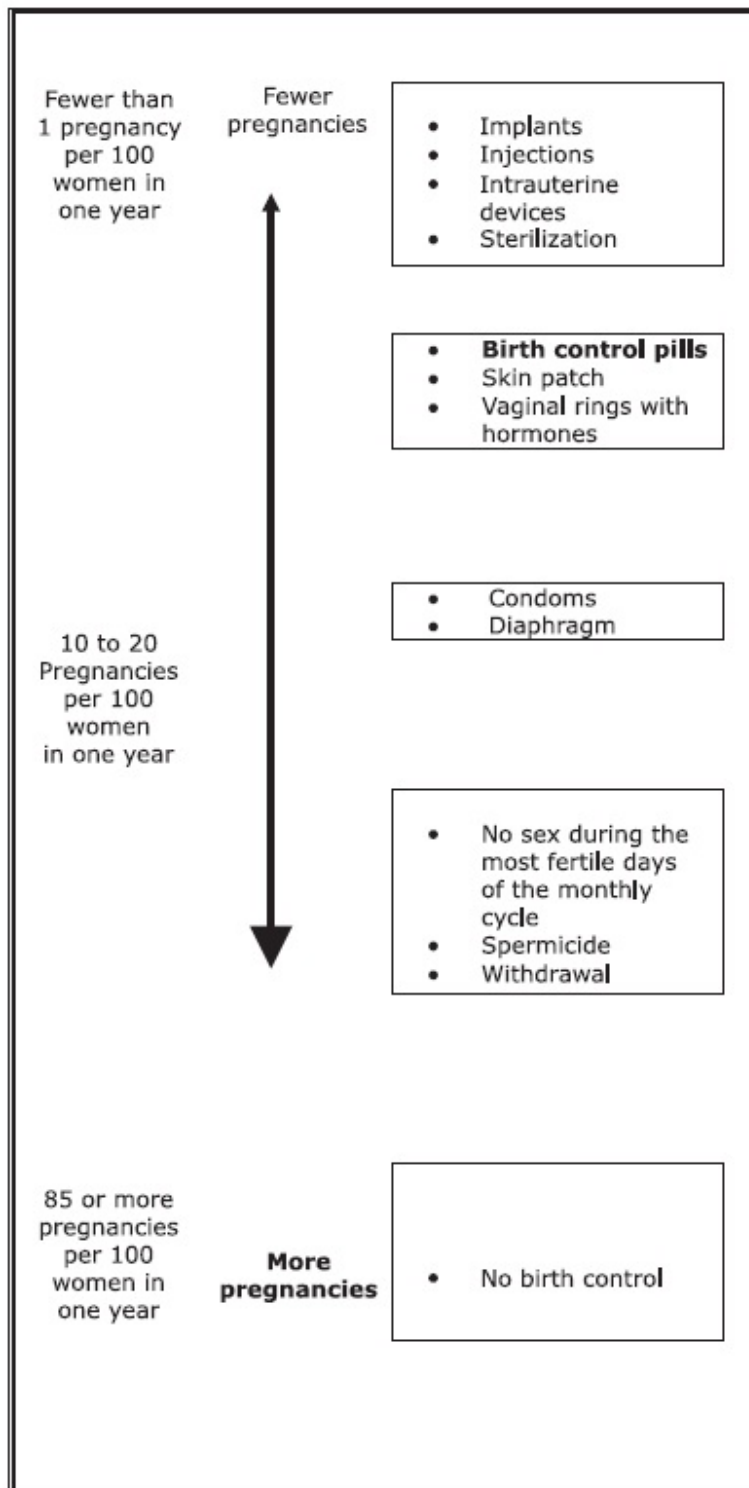 Fewer than
1 pregnancy
per 100
women in
one year
Fewer
pregnancies
• Implants
• Injections
• Intrauterine
devices
• Sterilization
• Birth control pills
• Skin patch
• Vaginal rings with
hormones
• Condoms
• Diaphragm
10 to 20
Pregnancies
per 100
women
in one year
• No sex during the
most fertile days
of the monthly
cycle
• Spermicide
• Withdrawal
85 or more
pregnancies
per 100
women in
one year
More
pregnancies
• No birth control